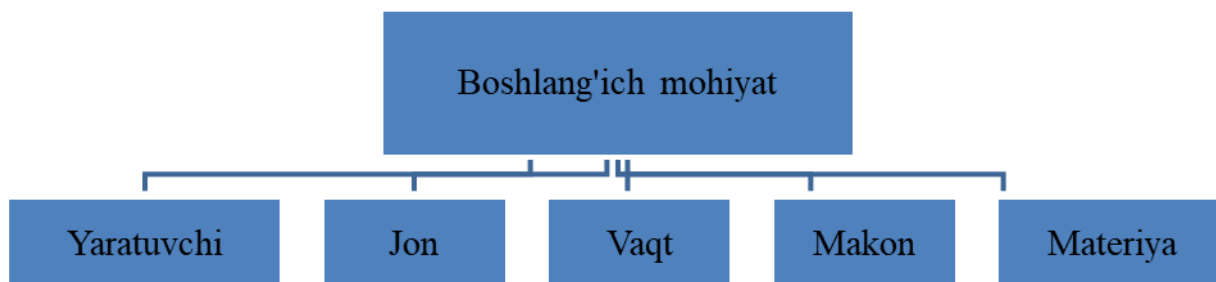 Boshlang'ich mohiyat
Yaratuvchi
Jon
Vaqt
Makon
Materiya